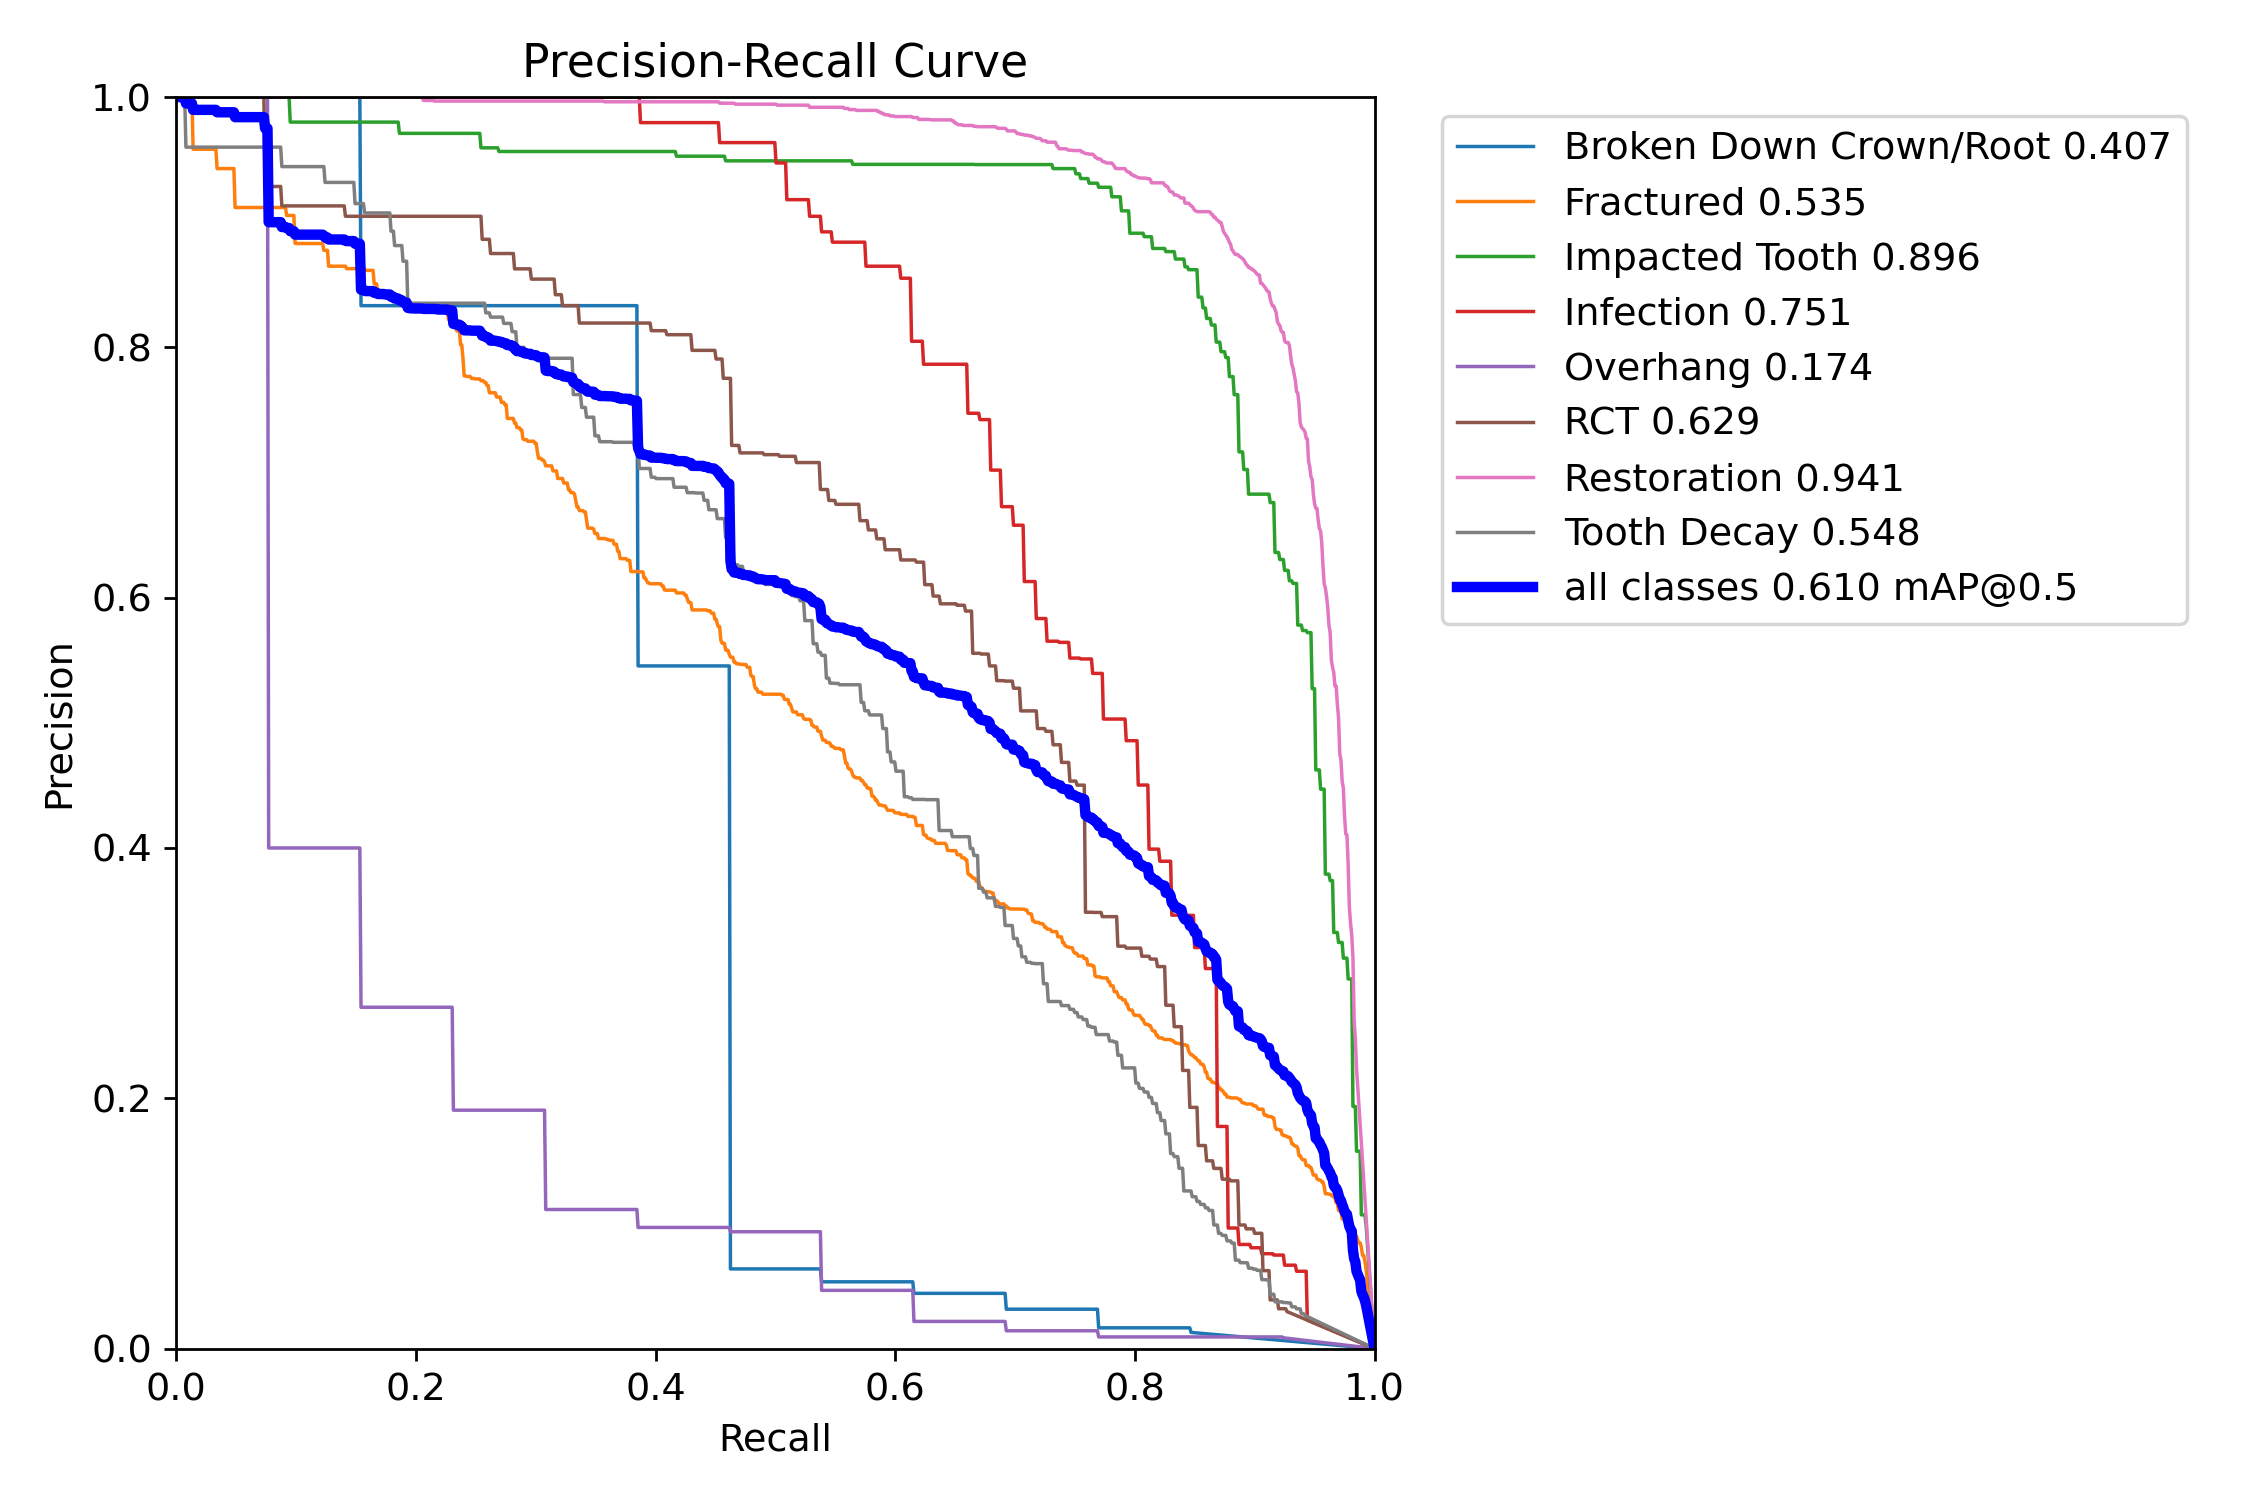 Precision-Recall Curve
1.0
0.8
0.6
0.4
0.2
0.0
Precision
0.0 0.2 0.4 0.6 0.8 1.0
Recall
Broken Down Crown/Root 0.407
Fractured 0.535
Impacted Tooth 0.896
Infection 0.751
Overhang 0.174
RCT 0.629
Restoration 0.941
Tooth Decay 0.548
all classes 0.610 mAP@0.5